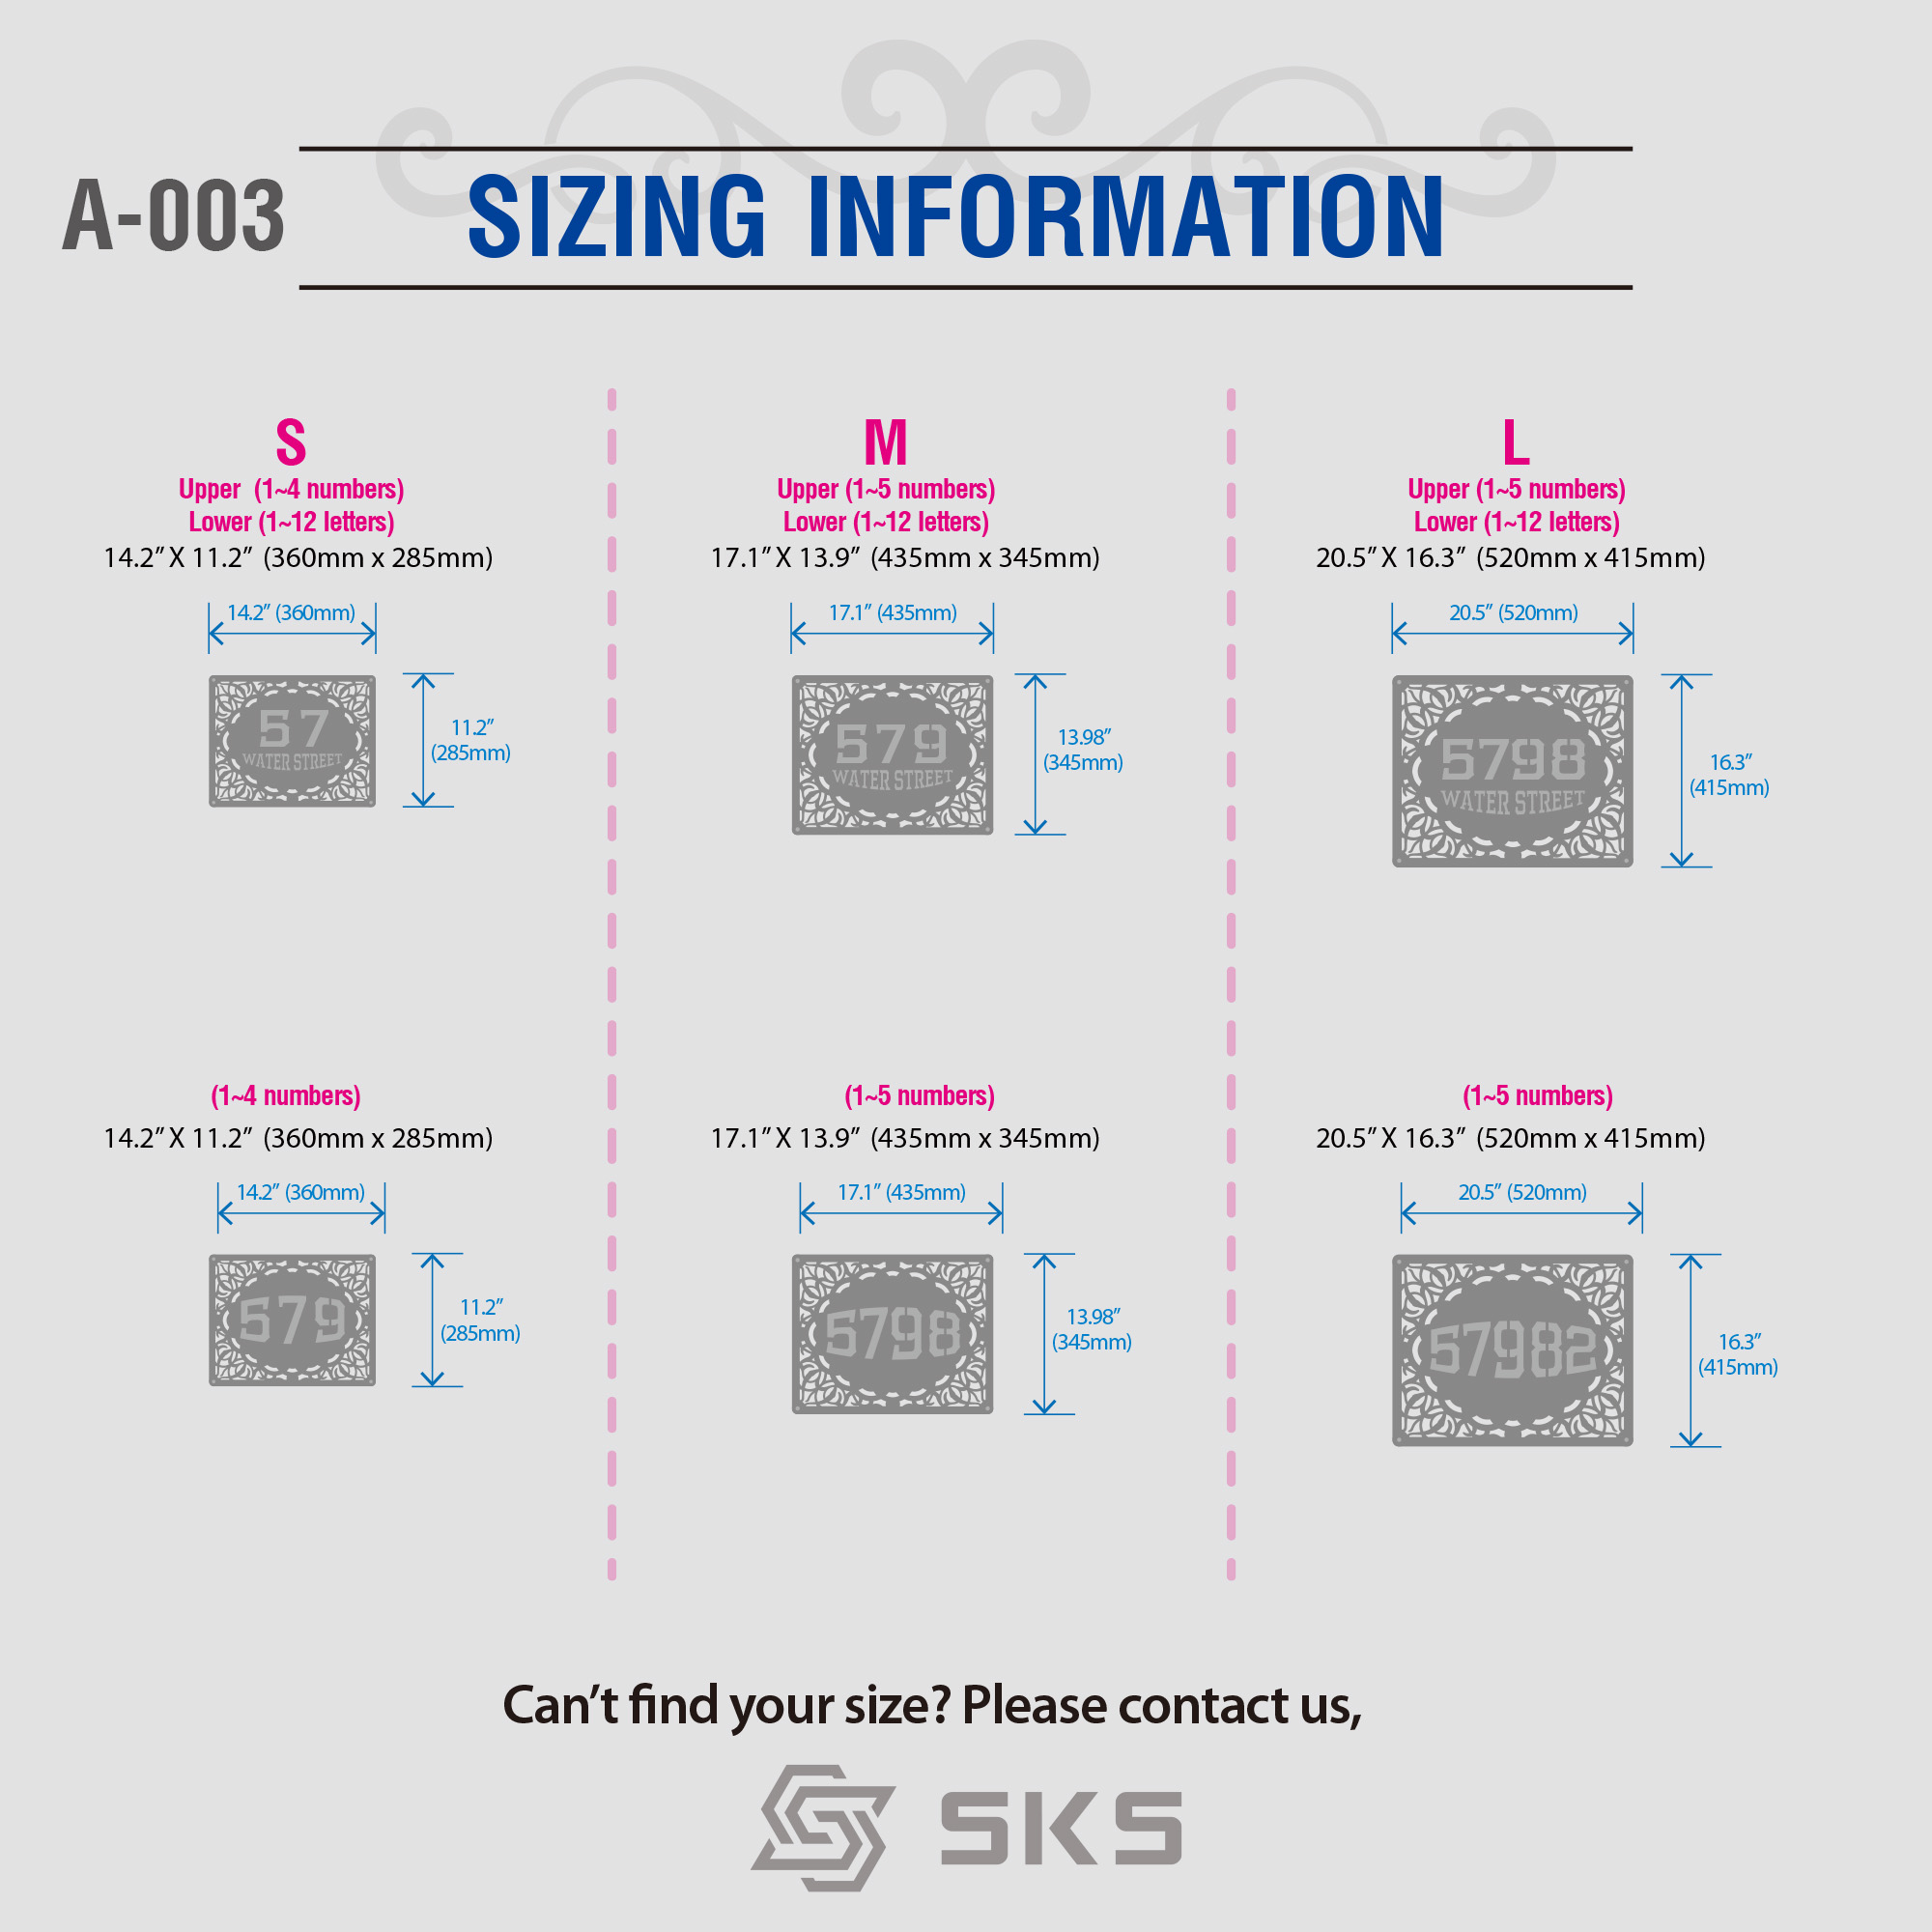 A-003
SIZING INFORMATION
S
Upper (1~4 numbers)
Lower (1~12 letters)
14.2” X 11.2” (360mm x 285mm)
14.2” (360mm)
57
WATER STREET
11.2”
(285mm)
M
Upper (1~5 numbers)
Lower (1~12 letters)
17.1” X 13.9” (435mm x 345mm)
17.1” (435mm)
579
WATER STREET
13.98”
(345mm)
L
Upper (1~5 numbers)
Lower (1~12 letters)
20.5” X 16.3” (520mm x 415mm)
20.5” (520mm)
5798
WATER STREET
16.3”
(415mm)
(1~4 numbers)
14.2” X 11.2” (360mm x 285mm)
14.2” (360mm)
579
11.2”
(285mm)
(1~5 numbers)
17.1” X 13.9” (435mm x 345mm)
17.1” (435mm)
5798
13.98”
(345mm)
(1~5 numbers)
20.5” X 16.3” (520mm x 415mm)
20.5” (520mm)
57982
16.3”
(415mm)
Can’t find your size? Please contact us,
SKS